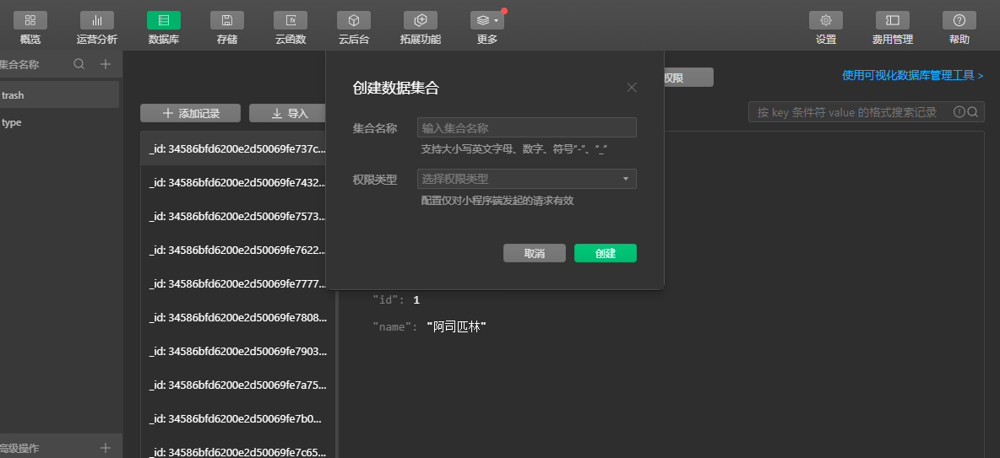 概览 运营分析 数据库 存储 云函数 云后台 拓展功能 更多 设置 费用管理 帮助
集合名称
trash
type
高级操作
权限 使用可视化数据库管理工具 >
添加记录 导入
按 key 条件符 value 的格式搜索记录
_id: 34586bfd6200e2d50069fe737c...
_id: 34586bfd6200e2d50069fe7432...
_id: 34586bfd6200e2d50069fe7573...
_id: 34586bfd6200e2d50069fe7622...
_id: 34586bfd6200e2d50069fe7777...
_id: 34586bfd6200e2d50069fe7808...
_id: 34586bfd6200e2d50069fe7903...
_id: 34586bfd6200e2d50069fe7a75...
_id: 34586bfd6200e2d50069fe7b0...
_id: 34586bfd6200e2d50069fe7c65...
创建数据集合
集合名称 输入集合名称
支持大小写英文字母、数字、符号“-”、“_”
权限类型 选择权限类型
配置仅对小程序端发起的请求有效
取消 创建
"id": 1
"name": "阿司匹林"